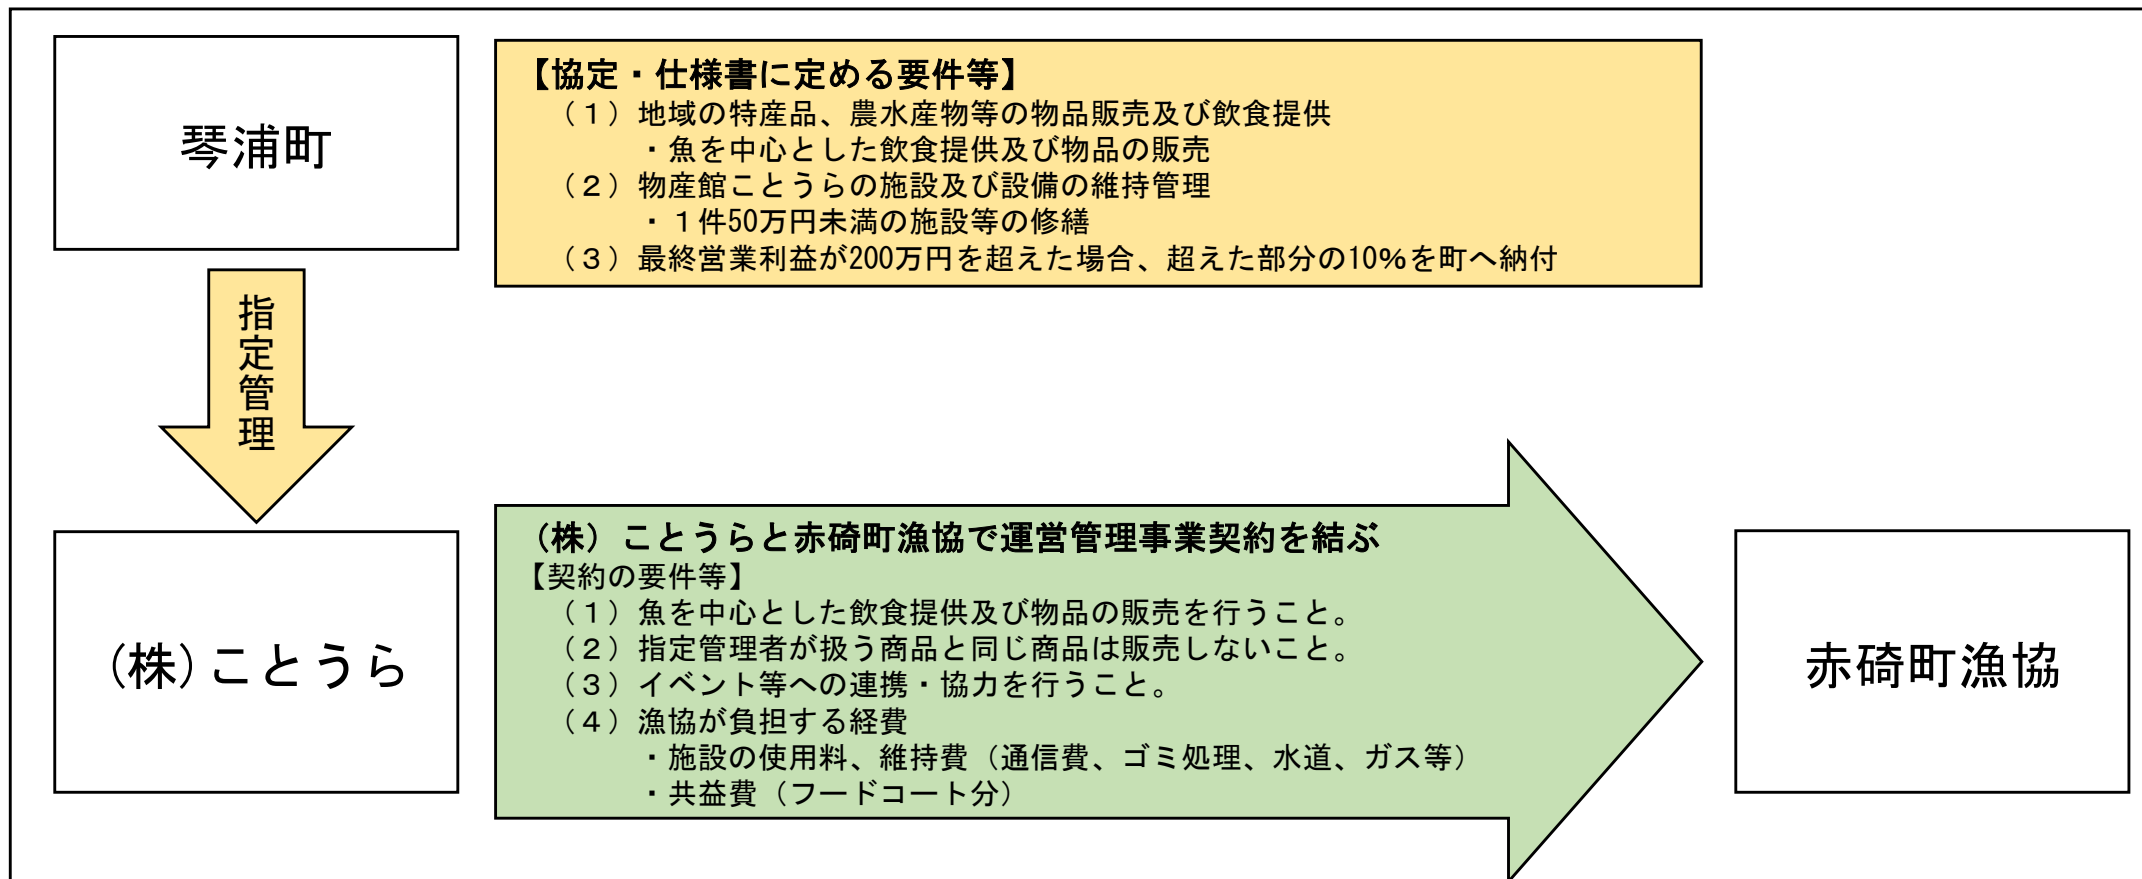 琴浦町
【協定・仕様書に定める要件等】
（１）地域の特産品、農水産物等の物品販売及び飲食提供
・魚を中心とした飲食提供及び物品の販売
（２）物産館ことうらの施設及び設備の維持管理
・１件50万円未満の施設等の修繕
（３）最終営業利益が200万円を超えた場合、超えた部分の10%を町へ納付
指定管理
(株)ことうら
（株）ことうらと赤碕町漁協で運営管理事業契約を結ぶ
【契約の要件等】
（１）魚を中心とした飲食提供及び物品の販売を行うこと。
（２）指定管理者が扱う商品と同じ商品は販売しないこと。
（３）イベント等への連携・協力を行うこと。
（４）漁協が負担する経費
・施設の使用料、維持費（通信費、ゴミ処理、水道、ガス等）
・共益費（フードコート分）
赤碕町漁協